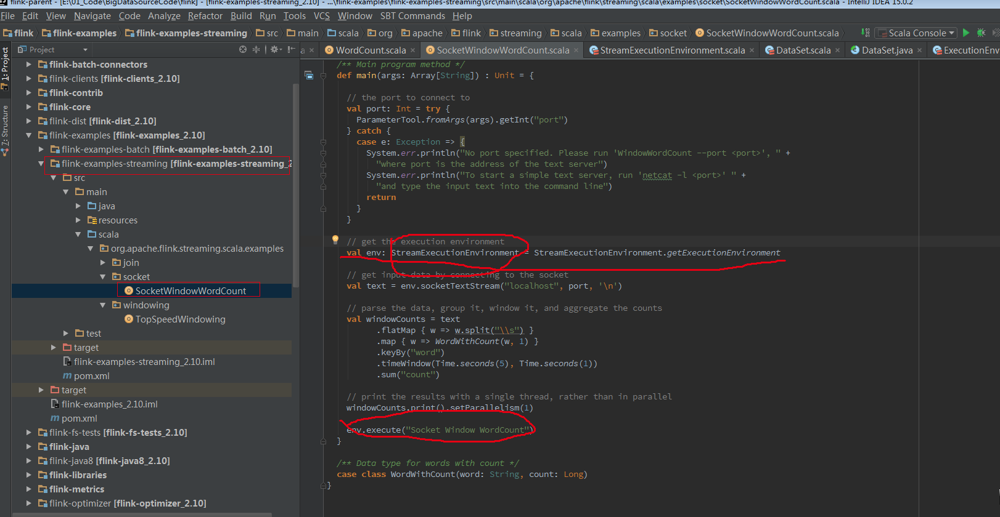 flink-parent - [E:\01_Code\BigDataSourceCode\flink] - [flink-examples-streaming_2.10] - ...\flink-examples\flink-examples-streaming\src\main\scala\org\apache\flink\streaming\scala\examples\socket\SocketWindowWordCount.scala - IntelliJ IDEA 15.0.2
File Edit View Navigate Code Analyze Refactor Build Run Tools VCS Window SBT Commands Help
flink flink-examples flink-examples-streaming src main scala org apache flink streaming scala examples socket SocketWindowWordCount.scala Scala Console
Project
a WordCount.scala SocketWindowWordCount.scala StreamExecutionEnvironment.scala DataSet.scala DataSet.java ExecutionEnv
1: Project
7: Structure
flink-batch-connectors
flink-clients [flink-clients_2.10]
flink-contrib
flink-core
flink-dist [flink-dist_2.10]
flink-examples [flink-examples_2.10]
flink-examples-batch [flink-examples-batch_2.10]
flink-examples-streaming [flink-examples-streaming_2
src
main
java
resources
scala
org.apache.flink.streaming.scala.examples
join
socket
SocketWindowWordCount
windowing
TopSpeedWindowing
test
target
flink-examples-streaming_2.10.iml
pom.xml
target
flink-examples_2.10.iml
pom.xml
flink-fs-tests [flink-fs-tests_2.10]
flink-java
flink-java8 [flink-java8_2.10]
flink-libraries
flink-metrics
flink-optimizer [flink-optimizer_2.10]
/** Main program method */
def main(args: Array[String]) : Unit = {
// the port to connect to
val port: Int = try {
ParameterTool.fromArgs(args).getInt("port")
} catch {
case e: Exception => {
System.err.println("No port specified. Please run 'WindowWordCount --port <port>', " +
"where port is the address of the text server")
System.err.println("To start a simple text server, run 'netcat -l <port>' " +
"and type the input text into the command line")
return
}
}
// get the execution environment
val env: StreamExecutionEnvironment = StreamExecutionEnvironment.getExecutionEnvironment
// get input data by connecting to the socket
val text = env.socketTextStream("localhost", port, '\n')
// parse the data, group it, window it, and aggregate the counts
val windowCounts = text
.flatMap { w => w.split("\\s") }
.map { w => WordWithCount(w, 1) }
.keyBy("word")
.timeWindow(Time.seconds(5), Time.seconds(1))
.sum("count")
// print the results with a single thread, rather than in parallel
windowCounts.print().setParallelism(1)
env.execute("Socket Window WordCount")
}
/** Data type for words with count */
case class WordWithCount(word: String, count: Long)
}